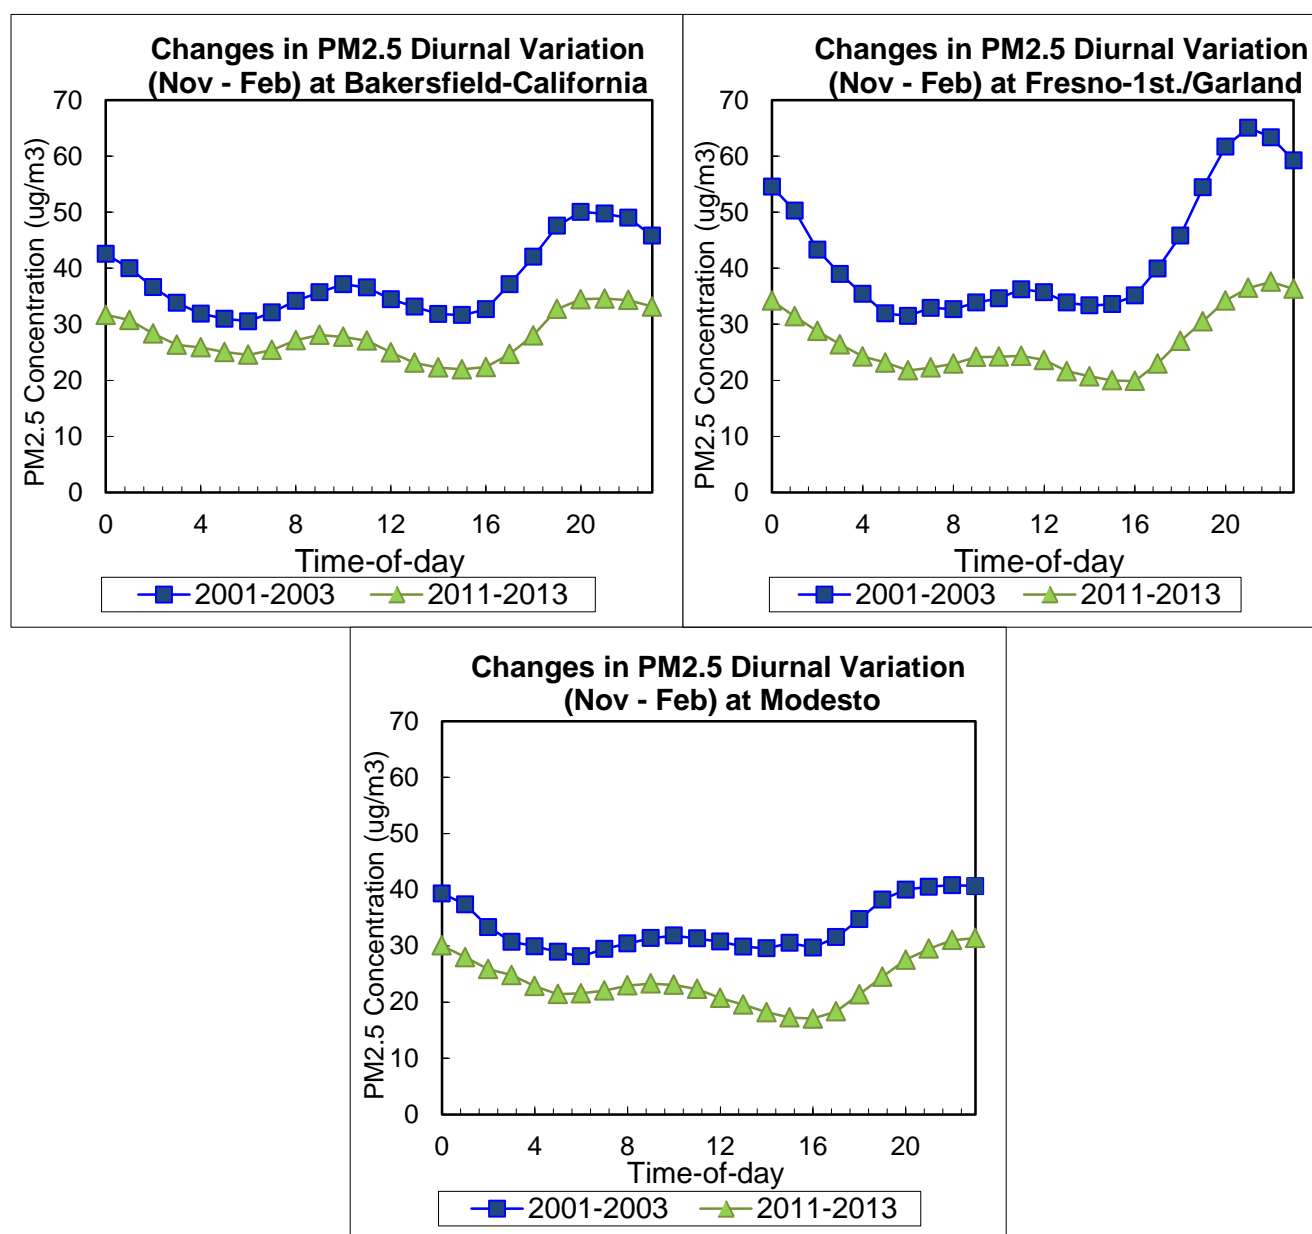 Changes in PM2.5 Diurnal Variation
(Nov - Feb) at Bakersfield-California
PM2.5 Concentration (ug/m3)
70
60
50
40
30
20
10
0
0 4 8 12 16 20
Time-of-day
2001-2003 2011-2013
Changes in PM2.5 Diurnal Variation
(Nov - Feb) at Fresno-1st./Garland
PM2.5 Concentration (ug/m3)
70
60
50
40
30
20
10
0
0 4 8 12 16 20
Time-of-day
2001-2003 2011-2013
Changes in PM2.5 Diurnal Variation
(Nov - Feb) at Modesto
PM2.5 Concentration (ug/m3)
70
60
50
40
30
20
10
0
0 4 8 12 16 20
Time-of-day
2001-2003 2011-2013